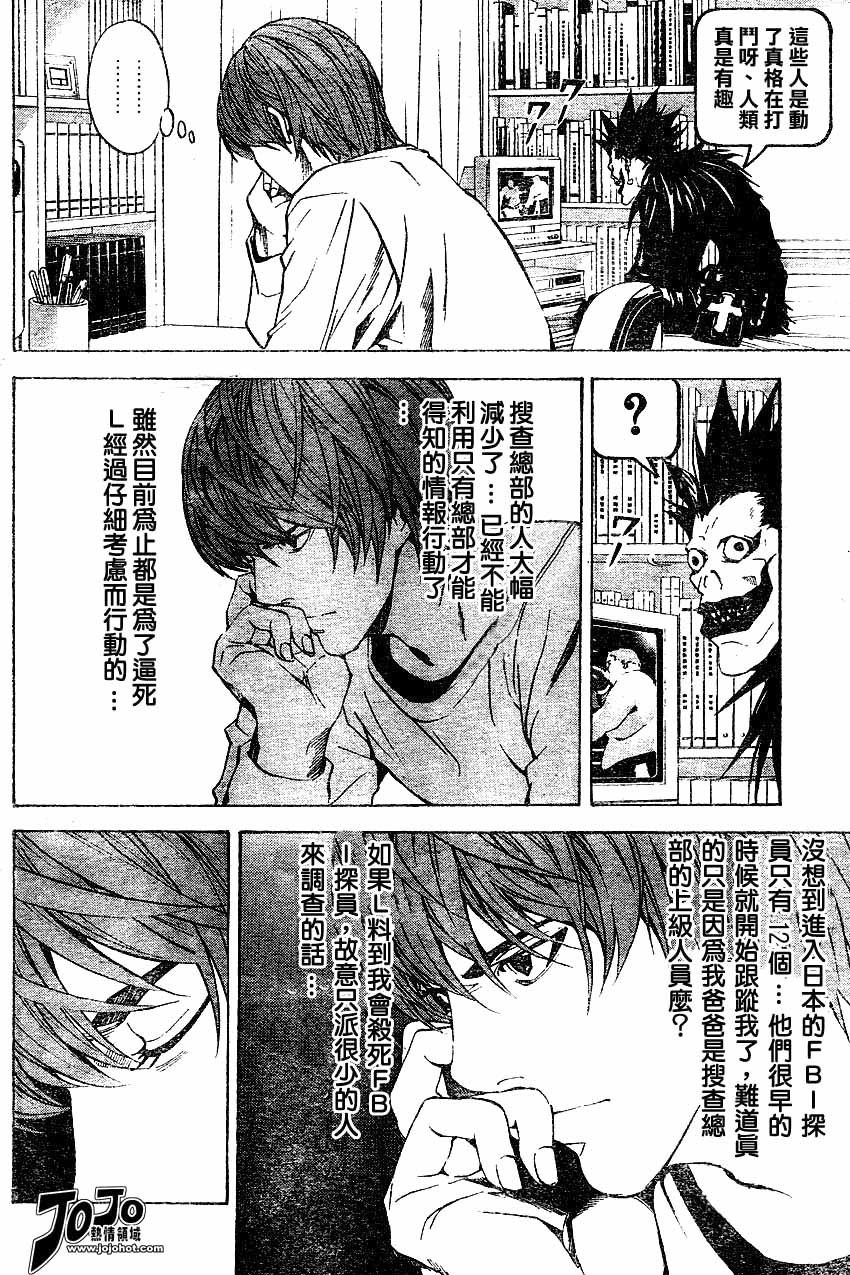 這些人是動
了真格在打
鬥呀、人類
真是有趣
ワ
ワ
……
……
?
ワ
搜查總部的人大幅
減少了…已經不能
利用只有總部才能
得知的情報行動了
…
雖然目前為止都是為了逼死
L經過仔細考慮而行動的…
沒想到進入日本的FBI探
員只有12個…他們很早的
時候就開始跟蹤我了，難道真
的只是因為我爸爸是搜查總
部的上級人員麼?
如果L料到我會殺死FB
I探員，故意只派很少的人
來調查的話…
JOJO
熱情領域
www.jojohot.com